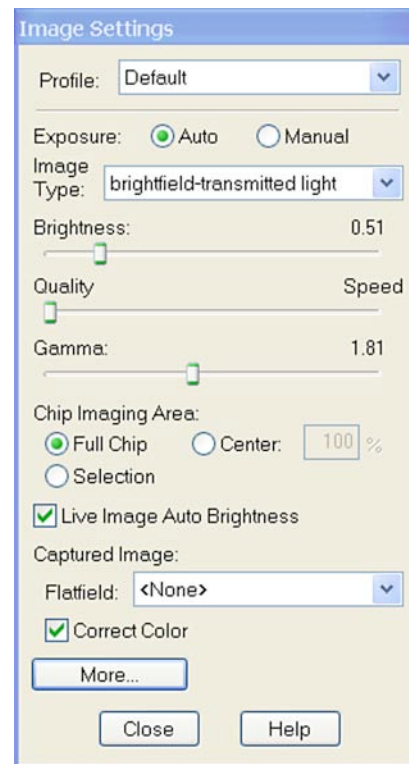 Image Settings
Profile: Default
Exposure: Auto Manual
Image
Type: brightfield-transmitted light
Brightness: 0.51
Quality Speed
Gamma: 1.81
Chip Imaging Area:
Full Chip Center: 100 %
Selection
Live Image Auto Brightness
Captured Image:
Flatfield: <None>
Correct Color
More...
Close Help